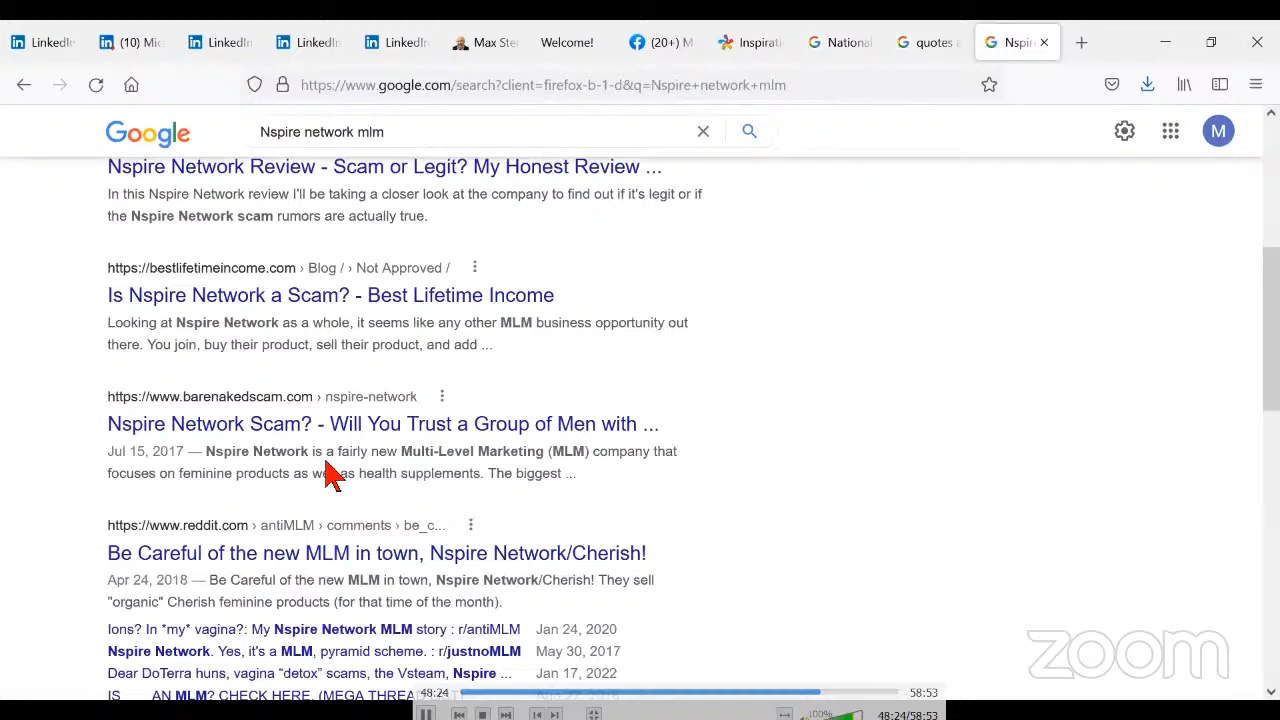 LinkedIn
(10) Mic
LinkedIn
LinkedIn
LinkedIn
Max Ste
Welcome!
(20+) M
Inspirati
National
quotes a
Nspir
https://www.google.com/search?client=firefox-b-1-d&q=Nspire+network+mlm
Google
Nspire network mlm
M
Nspire Network Review - Scam or Legit? My Honest Review ...
In this Nspire Network review I'll be taking a closer look at the company to find out if it's legit or if
the Nspire Network scam rumors are actually true.
https://bestlifetimeincome.com › Blog / › Not Approved /
Is Nspire Network a Scam? - Best Lifetime Income
Looking at Nspire Network as a whole, it seems like any other MLM business opportunity out
there. You join, buy their product, sell their product, and add ...
https://www.barenakedscam.com › nspire-network
Nspire Network Scam? - Will You Trust a Group of Men with ...
Jul 15, 2017 — Nspire Network is a fairly new Multi-Level Marketing (MLM) company that
focuses on feminine products as well as health supplements. The biggest ...
https://www.reddit.com › antiMLM › comments › be_c...
Be Careful of the new MLM in town, Nspire Network/Cherish!
Apr 24, 2018 — Be Careful of the new MLM in town, Nspire Network/Cherish! They sell
"organic" Cherish feminine products (for that time of the month).
Ions? In *my* vagina?: My Nspire Network MLM story : r/antiMLM Jan 24, 2020
Nspire Network. Yes, it's a MLM, pyramid scheme. : r/justnoMLM May 30, 2017
Dear DoTerra huns, vagina “detox” scams, the Vsteam, Nspire ... Jan 17, 2022
AN MLM? CHECK HERE. (MEGA THREAD
zoom
48:24 58:53
100% 48:24/58:53